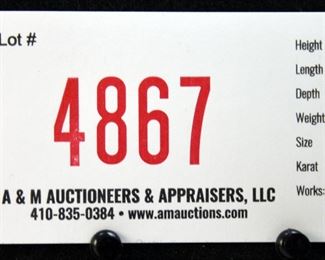 Lot #
4867
A & M AUCTIONEERS & APPRAISERS, LLC
410-835-0384 • www.amauctions.com
Height
Length
Depth
Weight
Size
Karat
Works: